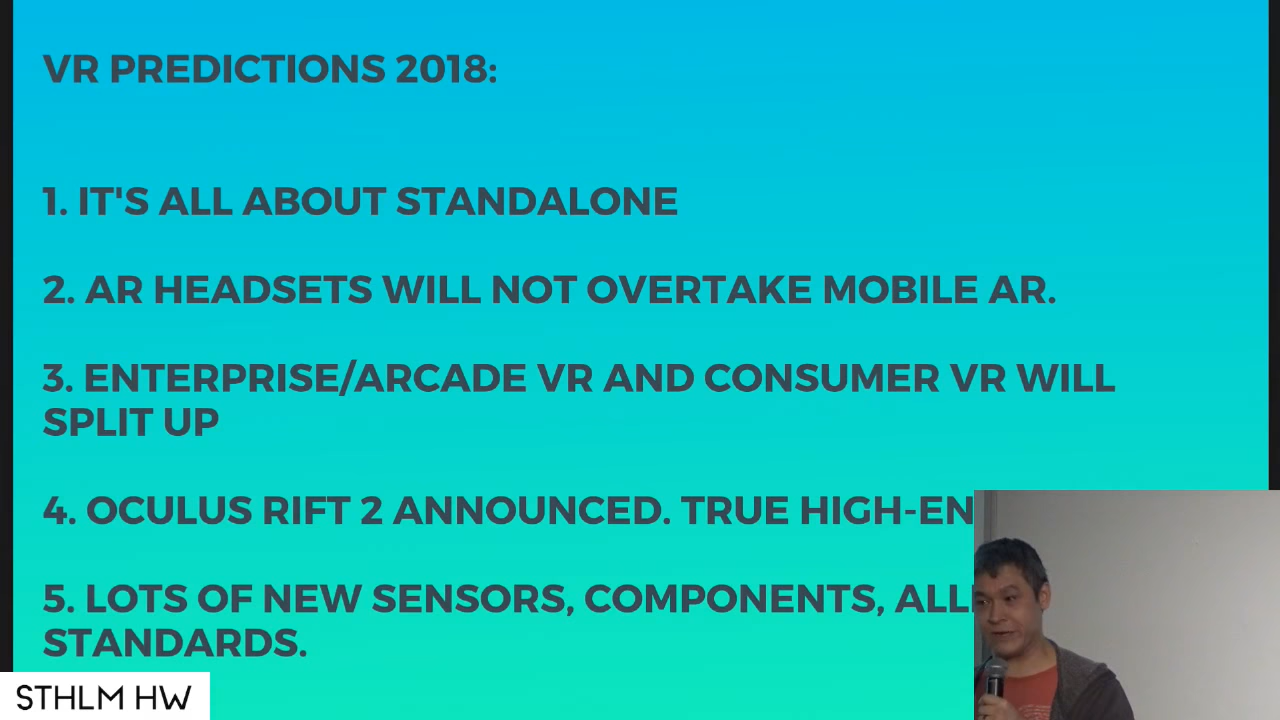 VR PREDICTIONS 2018:
1. IT'S ALL ABOUT STANDALONE
2. AR HEADSETS WILL NOT OVERTAKE MOBILE AR.
3. ENTERPRISE/ARCADE VR AND CONSUMER VR WILL
SPLIT UP
4. OCULUS RIFT 2 ANNOUNCED. TRUE
5. LOTS OF NEW SENSORS, COMPONENTS,
STANDARDS.
STHLM HW